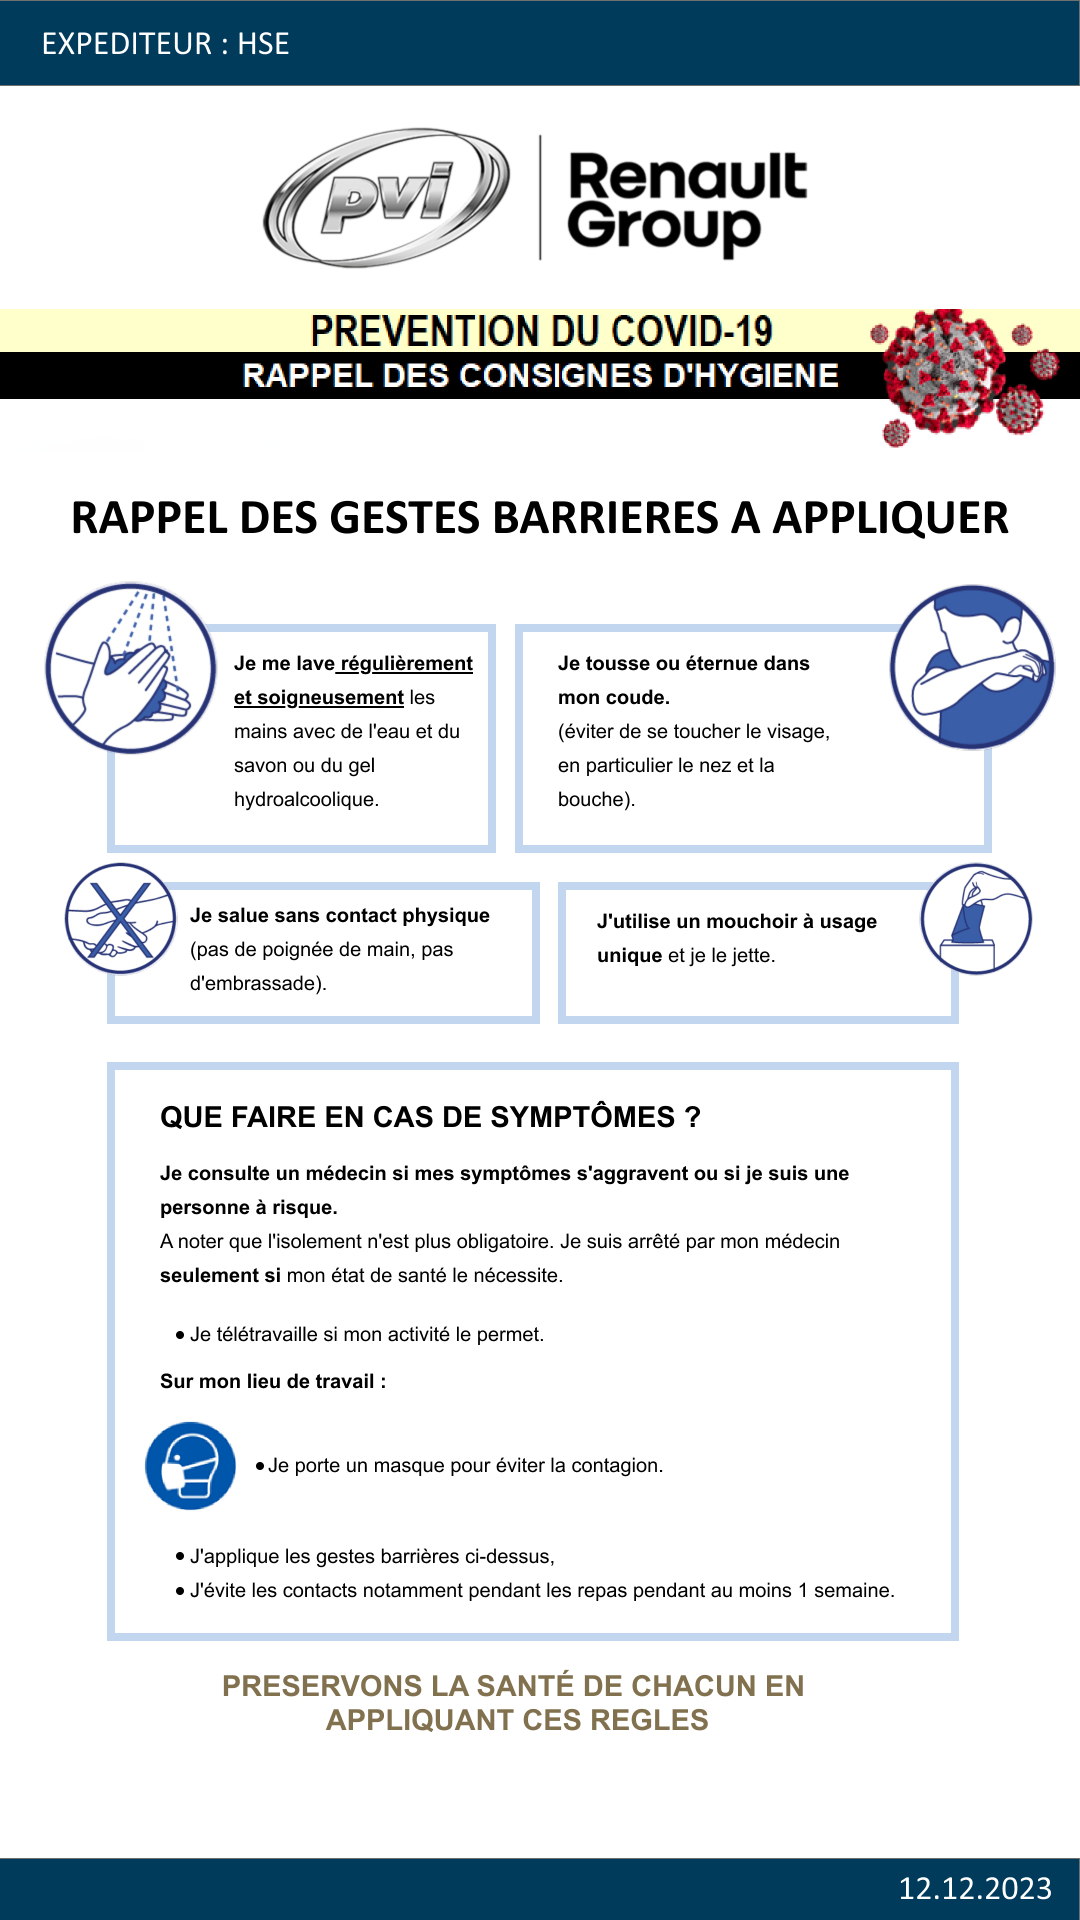 EXPEDITEUR : HSE
pvi
Renault
Group
PREVENTION DU COVID-19
RAPPEL DES CONSIGNES D'HYGIENE
RAPPEL DES GESTES BARRIERES A APPLIQUER
Je me lave régulièrement
et soigneusement les
mains avec de l'eau et du
savon ou du gel
hydroalcoolique.
Je tousse ou éternue dans
mon coude.
(éviter de se toucher le visage,
en particulier le nez et la
bouche).
Je salue sans contact physique
(pas de poignée de main, pas
d'embrassade).
J'utilise un mouchoir à usage
unique et je le jette.
QUE FAIRE EN CAS DE SYMPTÔMES ?
Je consulte un médecin si mes symptômes s'aggravent ou si je suis une
personne à risque.
A noter que l'isolement n'est plus obligatoire. Je suis arrêté par mon médecin
seulement si mon état de santé le nécessite.
• Je télétravaille si mon activité le permet.
Sur mon lieu de travail :
• Je porte un masque pour éviter la contagion.
• J'applique les gestes barrières ci-dessus,
• J'évite les contacts notamment pendant les repas pendant au moins 1 semaine.
PRESERVONS LA SANTÉ DE CHACUN EN
APPLIQUANT CES REGLES
12.12.2023